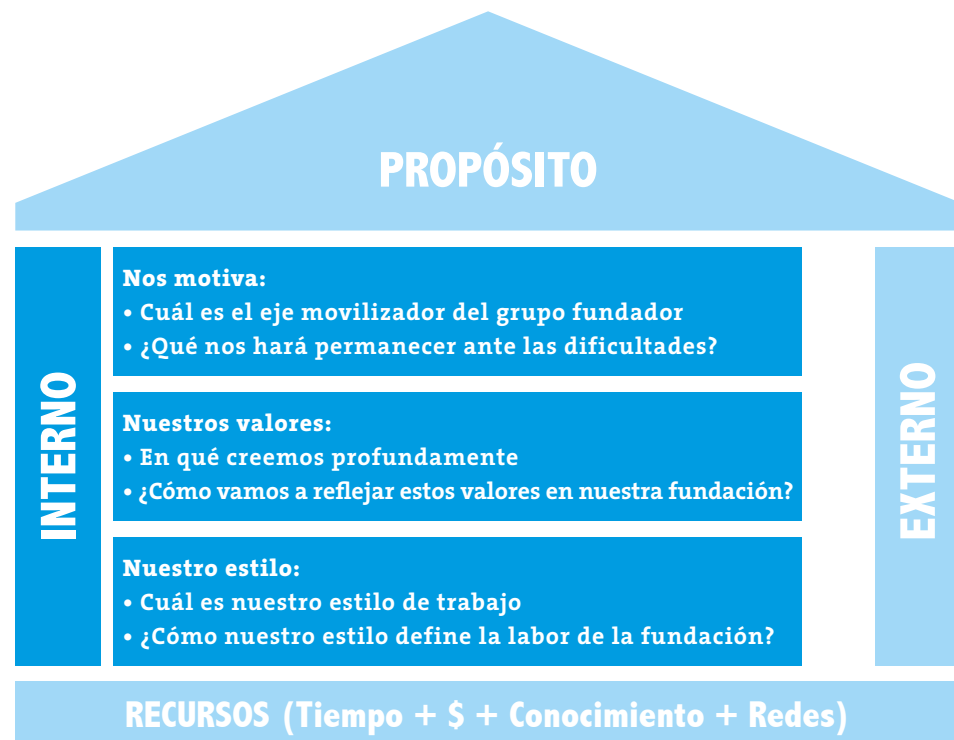 PROPÓSITO
INTERNO
Nos motiva:
• Cuál es el eje movilizador del grupo fundador
• ¿Qué nos hará permanecer ante las dificultades?
Nuestros valores:
• En qué creemos profundamente
• ¿Cómo vamos a reflejar estos valores en nuestra fundación?
Nuestro estilo:
• Cuál es nuestro estilo de trabajo
• ¿Cómo nuestro estilo define la labor de la fundación?
EXTERNO
RECURSOS (Tiempo + $ + Conocimiento + Redes)